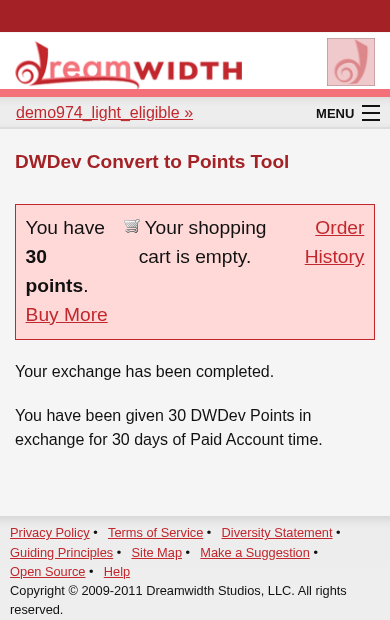 dreamWIDTH
demo974_light_eligible » MENU
DWDev Convert to Points Tool
You have
30
points.
Buy More
Your shopping
cart is empty.
Order
History
Your exchange has been completed.
You have been given 30 DWDev Points in
exchange for 30 days of Paid Account time.
Privacy Policy • Terms of Service • Diversity Statement •
Guiding Principles • Site Map • Make a Suggestion •
Open Source • Help
Copyright © 2009-2011 Dreamwidth Studios, LLC. All rights
reserved.